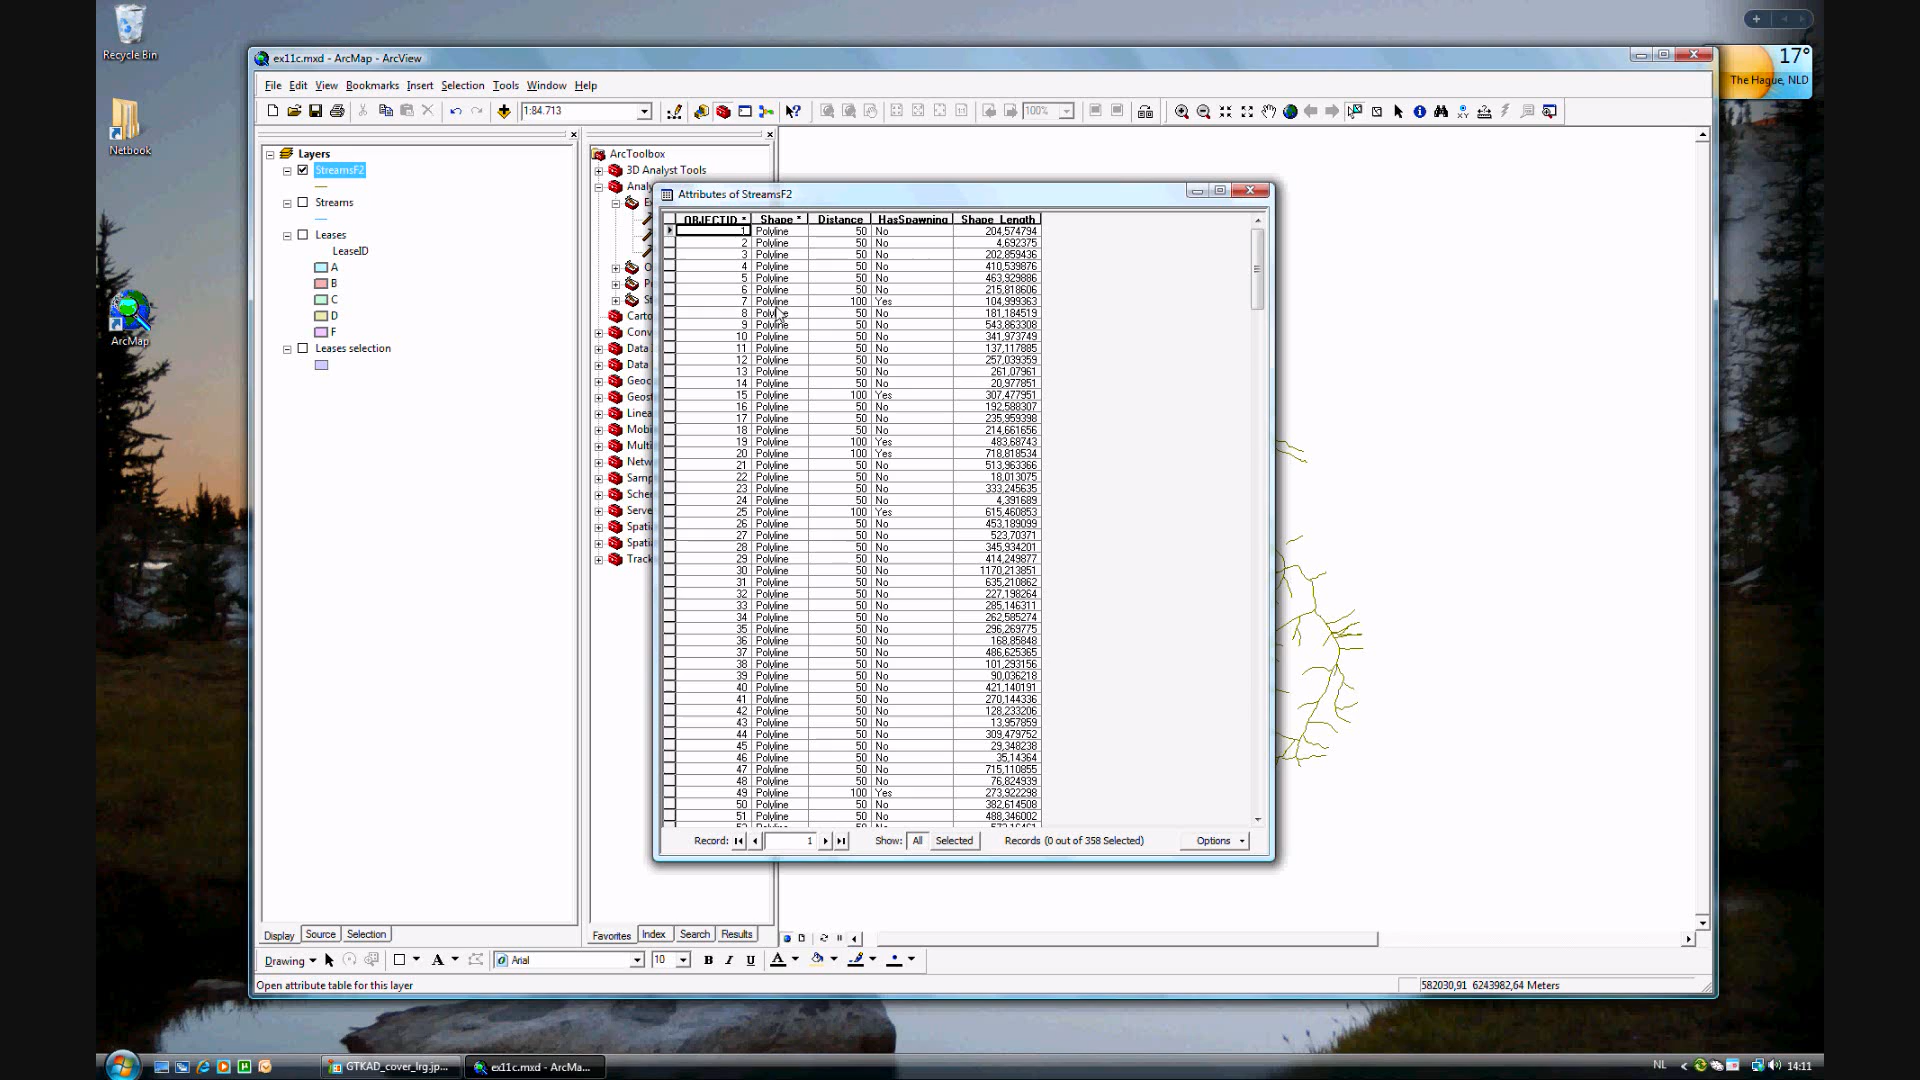 Recycle Bin
Netbook
ArcMap
17°
The Hague, NLD
ex11c.mxd - ArcMap - ArcView
File Edit View Bookmarks Insert Selection Tools Window Help
1:84.713
100%
Layers
StreamsF2
Streams
Leases
LeaseID
A
B
C
D
F
Leases selection
Display Source Selection
ArcToolbox
3D Analyst Tools
Analy
Carto
Conv
Data
Data
Geoc
Geost
Linea
Mobi
Multi
Netw
Samp
Sche
Serve
Spati
Spati
Track
Favorites Index Search Results
Attributes of StreamsF2
OBJECTID * Shape * Distance HasSpawning Shape_Length
1 Polyline 50 No 204,574794
2 Polyline 50 No 4,692375
3 Polyline 50 No 202,859436
4 Polyline 50 No 410,539876
5 Polyline 50 No 463,929886
6 Polyline 50 No 215,818606
7 Polyline 100 Yes 104,999363
8 Polyline 50 No 181,184519
9 Polyline 50 No 543,863308
10 Polyline 50 No 341,973749
11 Polyline 50 No 137,117885
12 Polyline 50 No 257,039359
13 Polyline 50 No 261,07961
14 Polyline 50 No 20,977851
15 Polyline 100 Yes 307,477951
16 Polyline 50 No 192,588307
17 Polyline 50 No 235,959398
18 Polyline 50 No 214,661656
19 Polyline 100 Yes 483,68743
20 Polyline 100 Yes 718,818534
21 Polyline 50 No 513,963366
22 Polyline 50 No 18,013075
23 Polyline 50 No 333,245635
24 Polyline 50 No 4,391689
25 Polyline 100 Yes 615,460853
26 Polyline 50 No 453,189099
27 Polyline 50 No 523,70371
28 Polyline 50 No 345,934201
29 Polyline 50 No 414,249877
30 Polyline 50 No 1170,213851
31 Polyline 50 No 635,210862
32 Polyline 50 No 227,198264
33 Polyline 50 No 285,146311
34 Polyline 50 No 262,585274
35 Polyline 50 No 296,269775
36 Polyline 50 No 168,85848
37 Polyline 50 No 486,625365
38 Polyline 50 No 101,293156
39 Polyline 50 No 90,036218
40 Polyline 50 No 421,140191
41 Polyline 50 No 270,144336
42 Polyline 50 No 128,233206
43 Polyline 50 No 13,957859
44 Polyline 50 No 309,479752
45 Polyline 50 No 29,348238
46 Polyline 50 No 35,14364
47 Polyline 50 No 715,110855
48 Polyline 50 No 76,824939
49 Polyline 100 Yes 273,922298
50 Polyline 50 No 382,614508
51 Polyline 50 No 488,346002
Record: 1 Show: All Selected Records (0 out of 358 Selected) Options
Drawing A Arial 10 B I U A
Open attribute table for this layer
582030,91 6243982,64 Meters
GTKAD_cover_lrg.jp... ex11c.mxd - ArcMa...
NL 14:11